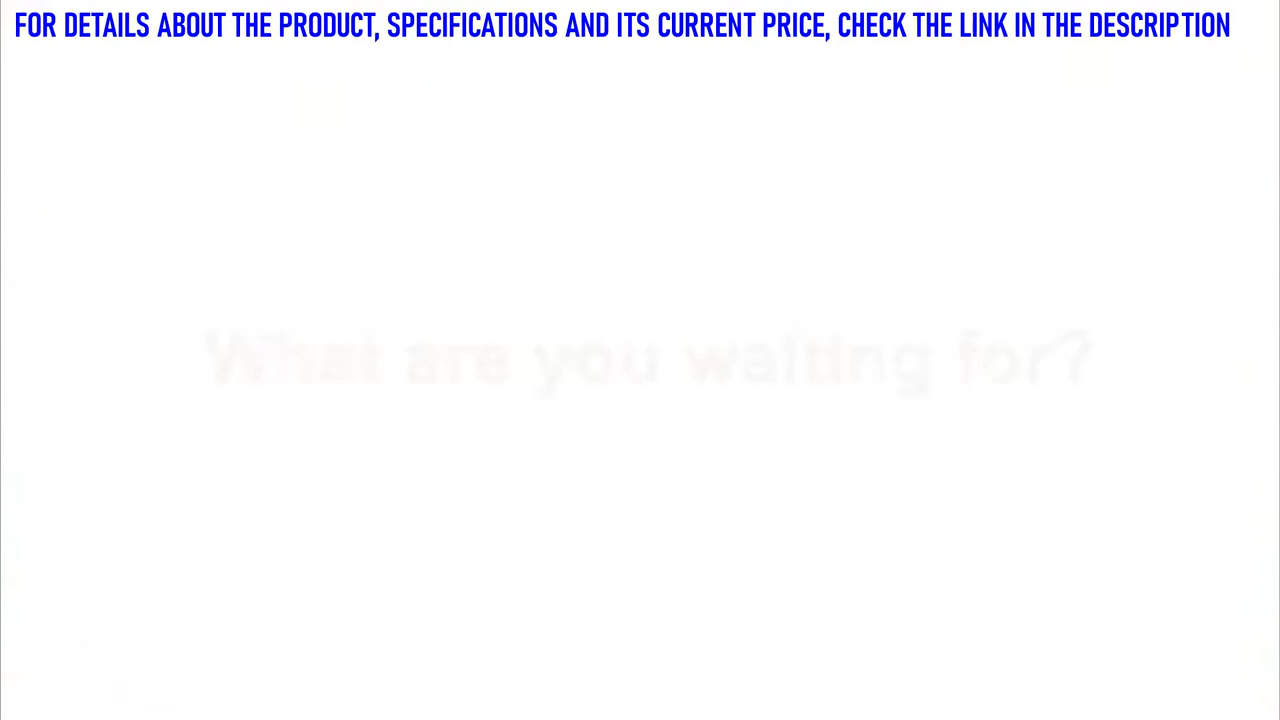 FOR DETAILS ABOUT THE PRODUCT, SPECIFICATIONS AND ITS CURRENT PRICE, CHECK THE LINK IN THE DESCRIPTION
What are you waiting for?